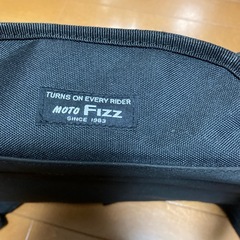 TURNS ON EVERY RIDER
MOTO FIZZ
SINCE 1983